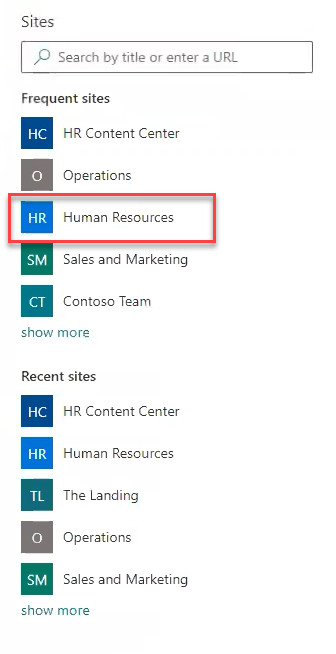 Sites
Search by title or enter a URL
Frequent sites
HC HR Content Center
O Operations
HR Human Resources
SM Sales and Marketing
CT Contoso Team
show more
Recent sites
HC HR Content Center
HR Human Resources
TL The Landing
O Operations
SM Sales and Marketing
show more